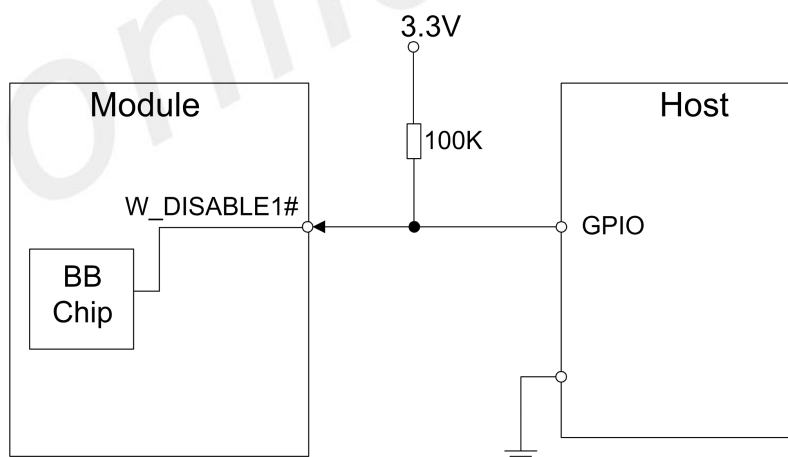 3.3V
Module
Host
100K
W_DISABLE1#
GPIO
BB
Chip